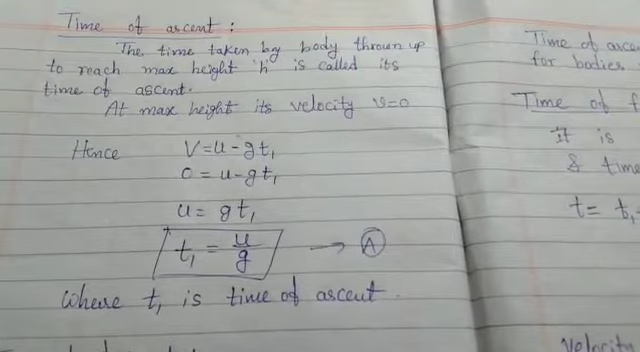 Time of ascent :
The time taken by body thrown up
to reach max height 'h' is called its
time of ascent.
At max height its velocity v=0
Hence V=u-gt₁
0 = u-gt₁
u= gt₁
t₁ = u/g → A
where t₁ is time of ascent.
Time of
for bodies
Time of
It is
& time
t= t₁
Velocity